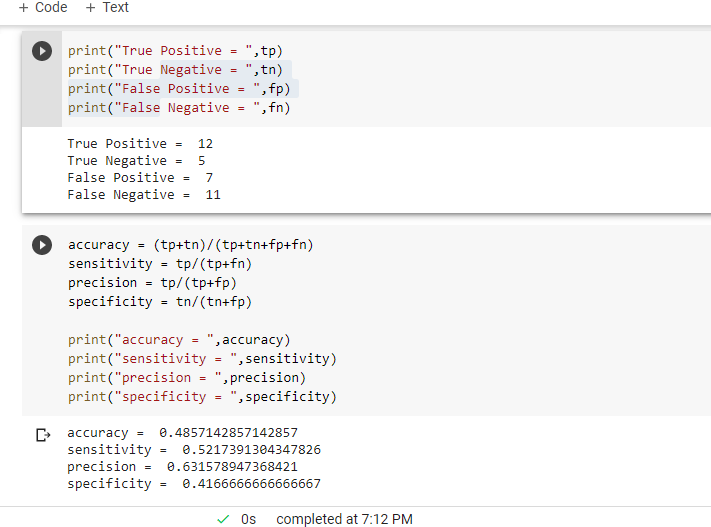 + Code + Text
print("True Positive = ",tp)
print("True Negative = ",tn)
print("False Positive = ",fp)
print("False Negative = ",fn)
True Positive =  12
True Negative =  5
False Positive =  7
False Negative =  11
accuracy = (tp+tn)/(tp+tn+fp+fn)
sensitivity = tp/(tp+fn)
precision = tp/(tp+fp)
specificity = tn/(tn+fp)
print("accuracy = ",accuracy)
print("sensitivity = ",sensitivity)
print("precision = ",precision)
print("specificity = ",specificity)
accuracy =  0.4857142857142857
sensitivity =  0.5217391304347826
precision =  0.631578947368421
specificity =  0.4166666666666667
0s completed at 7:12 PM